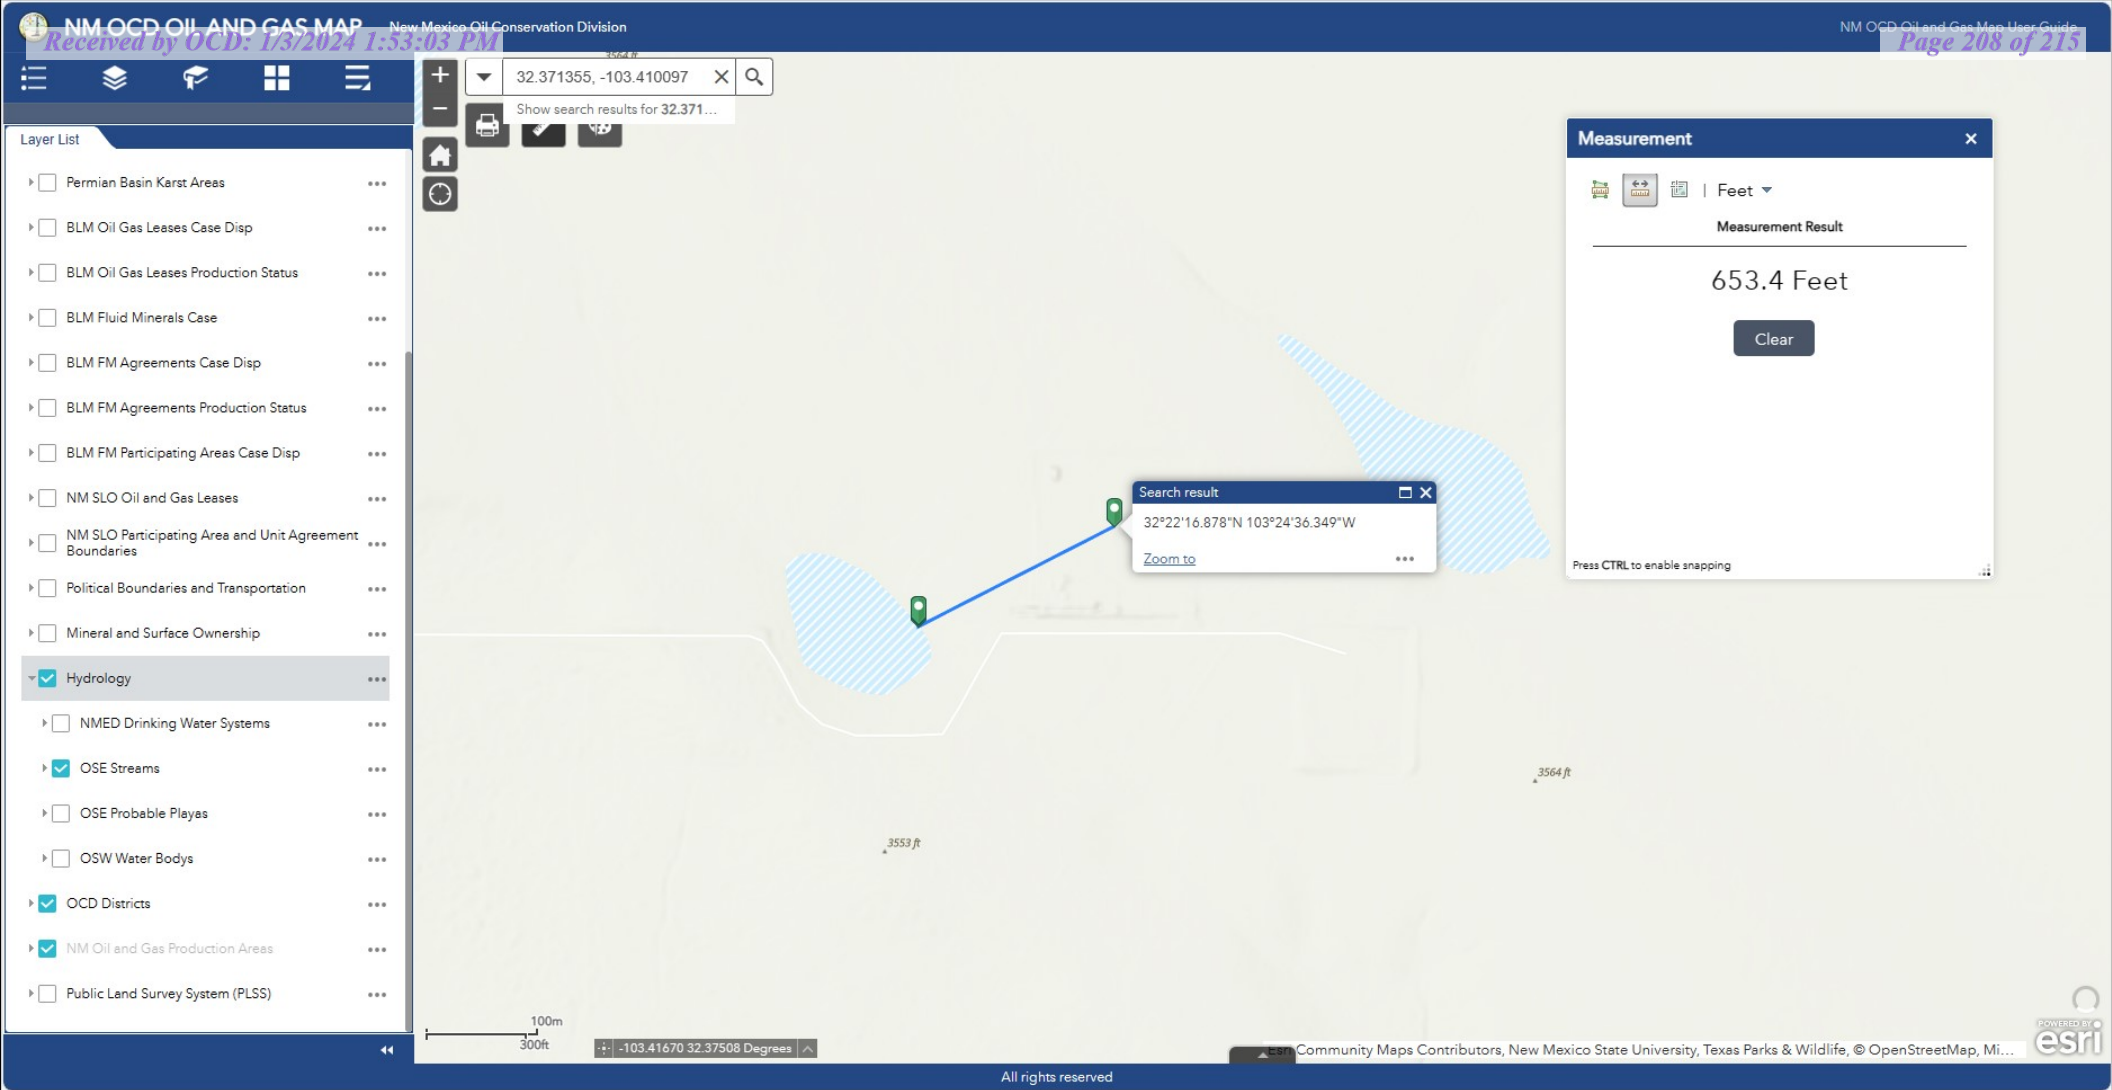 NM OCD OIL AND GAS MAP
New Mexico Oil Conservation Division
NM OCD Oil and Gas Map User Guide
Received by OCD: 1/3/2024 1:53:03 PM
Page 208 of 215
3564 ft
32.371355, -103.410097
Show search results for 32.371...
Layer List
Permian Basin Karst Areas
BLM Oil Gas Leases Case Disp
BLM Oil Gas Leases Production Status
BLM Fluid Minerals Case
BLM FM Agreements Case Disp
BLM FM Agreements Production Status
BLM FM Participating Areas Case Disp
NM SLO Oil and Gas Leases
NM SLO Participating Area and Unit Agreement
Boundaries
Political Boundaries and Transportation
Mineral and Surface Ownership
Hydrology
NMED Drinking Water Systems
OSE Streams
OSE Probable Playas
OSW Water Bodys
OCD Districts
NM Oil and Gas Production Areas
Public Land Survey System (PLSS)
Measurement
Feet
Measurement Result
653.4 Feet
Clear
Press CTRL to enable snapping
Search result
32°22'16.878"N 103°24'36.349"W
Zoom to
3564 ft
3553 ft
100m
300ft
-103.41670 32.37508 Degrees
Esri Community Maps Contributors, New Mexico State University, Texas Parks & Wildlife, © OpenStreetMap, Mi...
POWERED BY
esri
All rights reserved